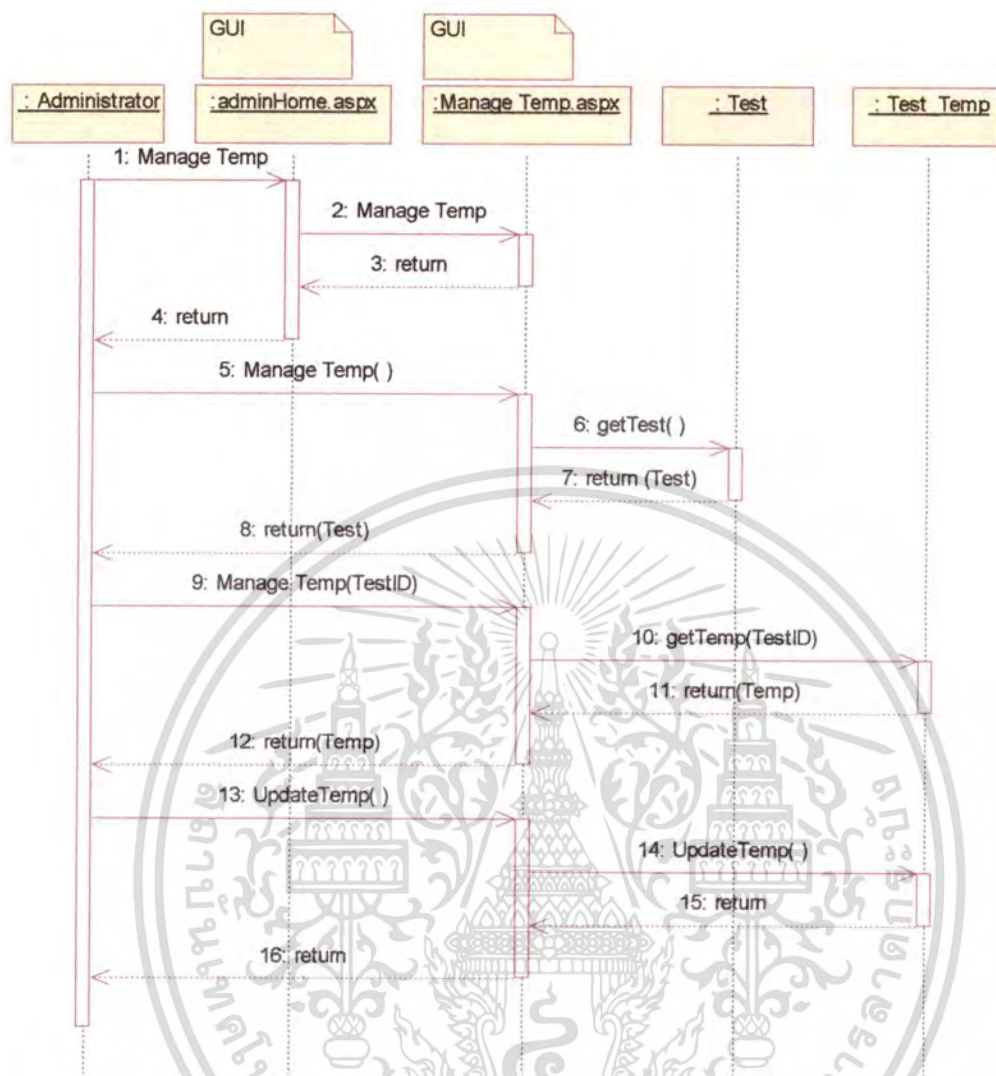 GUI
GUI
: Administrator
:adminHome.aspx
:Manage Temp.aspx
: Test
: Test_Temp
1: Manage Temp
2: Manage Temp
3: return
4: return
5: Manage Temp( )
6: getTest( )
7: return (Test)
8: return(Test)
9: Manage Temp(TestID)
10: getTemp(TestID)
11: return(Temp)
12: return(Temp)
13: UpdateTemp( )
14: UpdateTemp( )
15: return
16: return